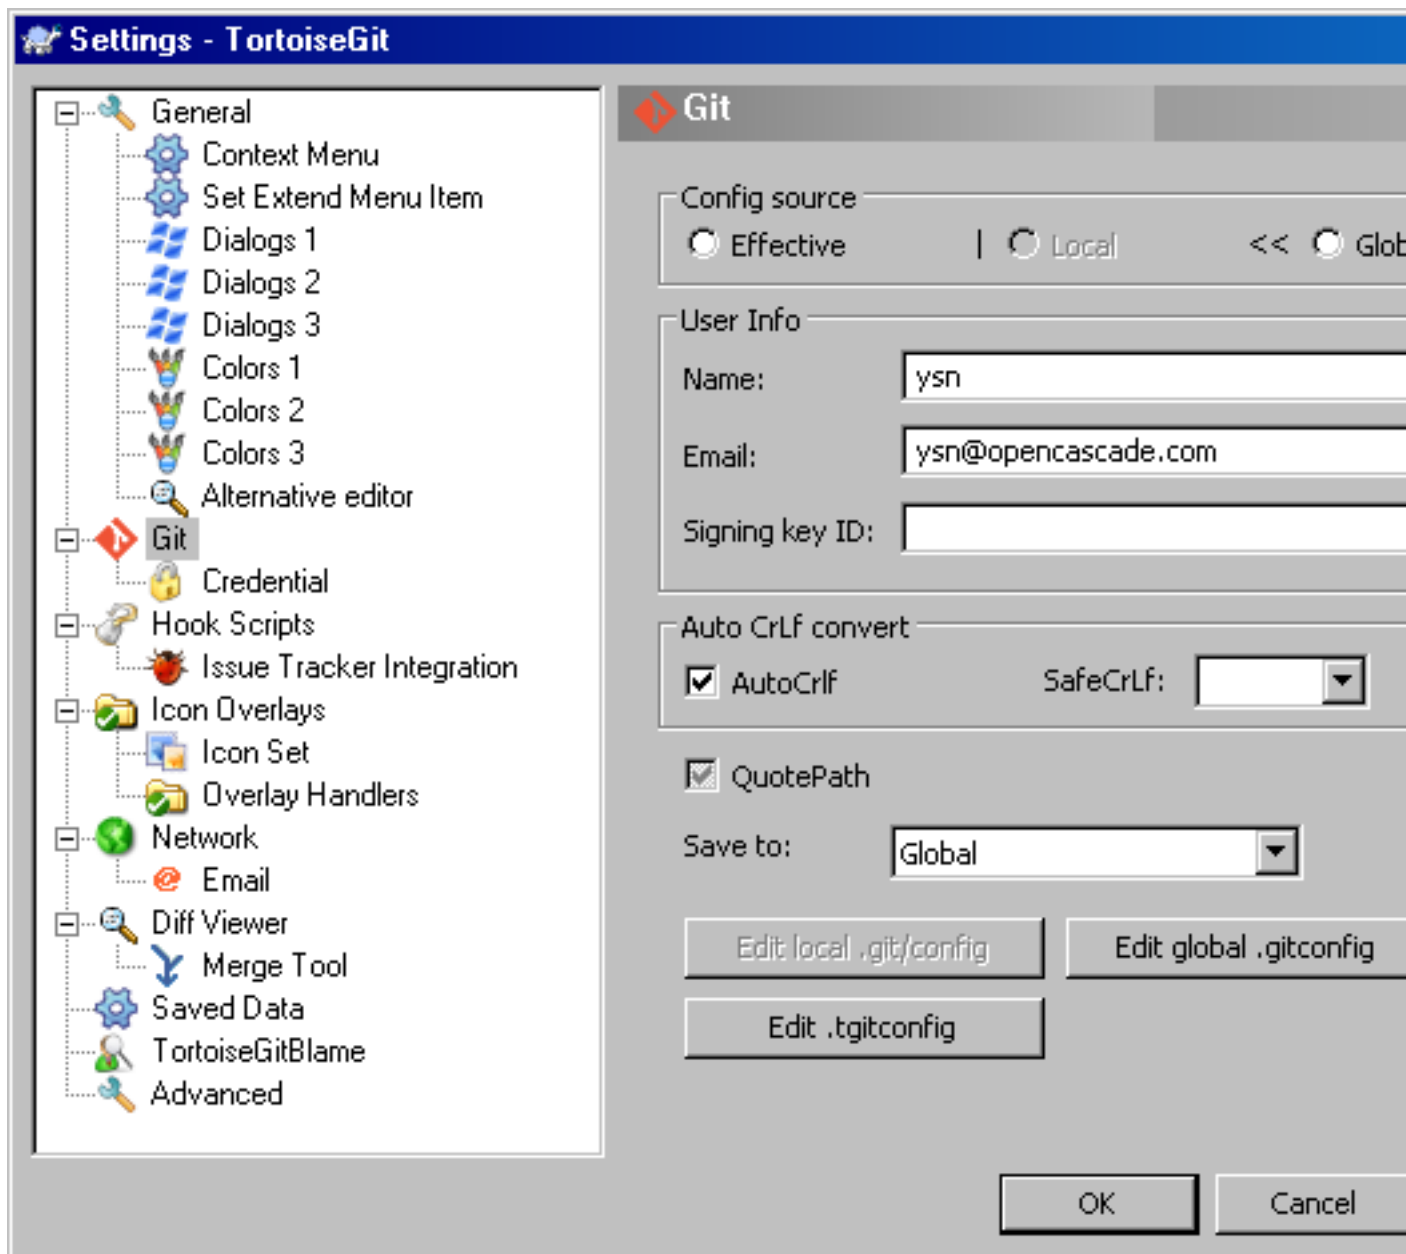 Settings - TortoiseGit
General
Context Menu
Set Extend Menu Item
Dialogs 1
Dialogs 2
Dialogs 3
Colors 1
Colors 2
Colors 3
Alternative editor
Git
Credential
Hook Scripts
Issue Tracker Integration
Icon Overlays
Icon Set
Overlay Handlers
Network
Email
Diff Viewer
Merge Tool
Saved Data
TortoiseGitBlame
Advanced
Git
Config source
Effective | Local << Glob
User Info
Name: ysn
Email: ysn@opencascade.com
Signing key ID:
Auto CrLf convert
AutoCrlf SafeCrLf:
QuotePath
Save to: Global
Edit local .git/config Edit global .gitconfig
Edit .tgitconfig
OK Cancel